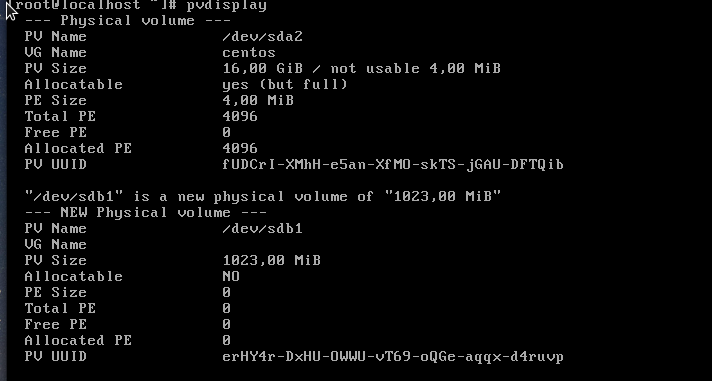 [root@localhost ~]# pvdisplay
--- Physical volume ---
PV Name /dev/sda2
VG Name centos
PV Size 16,00 GiB / not usable 4,00 MiB
Allocatable yes (but full)
PE Size 4,00 MiB
Total PE 4096
Free PE 0
Allocated PE 4096
PV UUID fUDCrI-XMhH-e5an-XfMO-skTS-jGAU-DFTQib
"/dev/sdb1" is a new physical volume of "1023,00 MiB"
--- NEW Physical volume ---
PV Name /dev/sdb1
VG Name
PV Size 1023,00 MiB
Allocatable NO
PE Size 0
Total PE 0
Free PE 0
Allocated PE 0
PV UUID erHY4r-DxHU-OWWU-vT69-oQGe-aqqx-d4ruvp